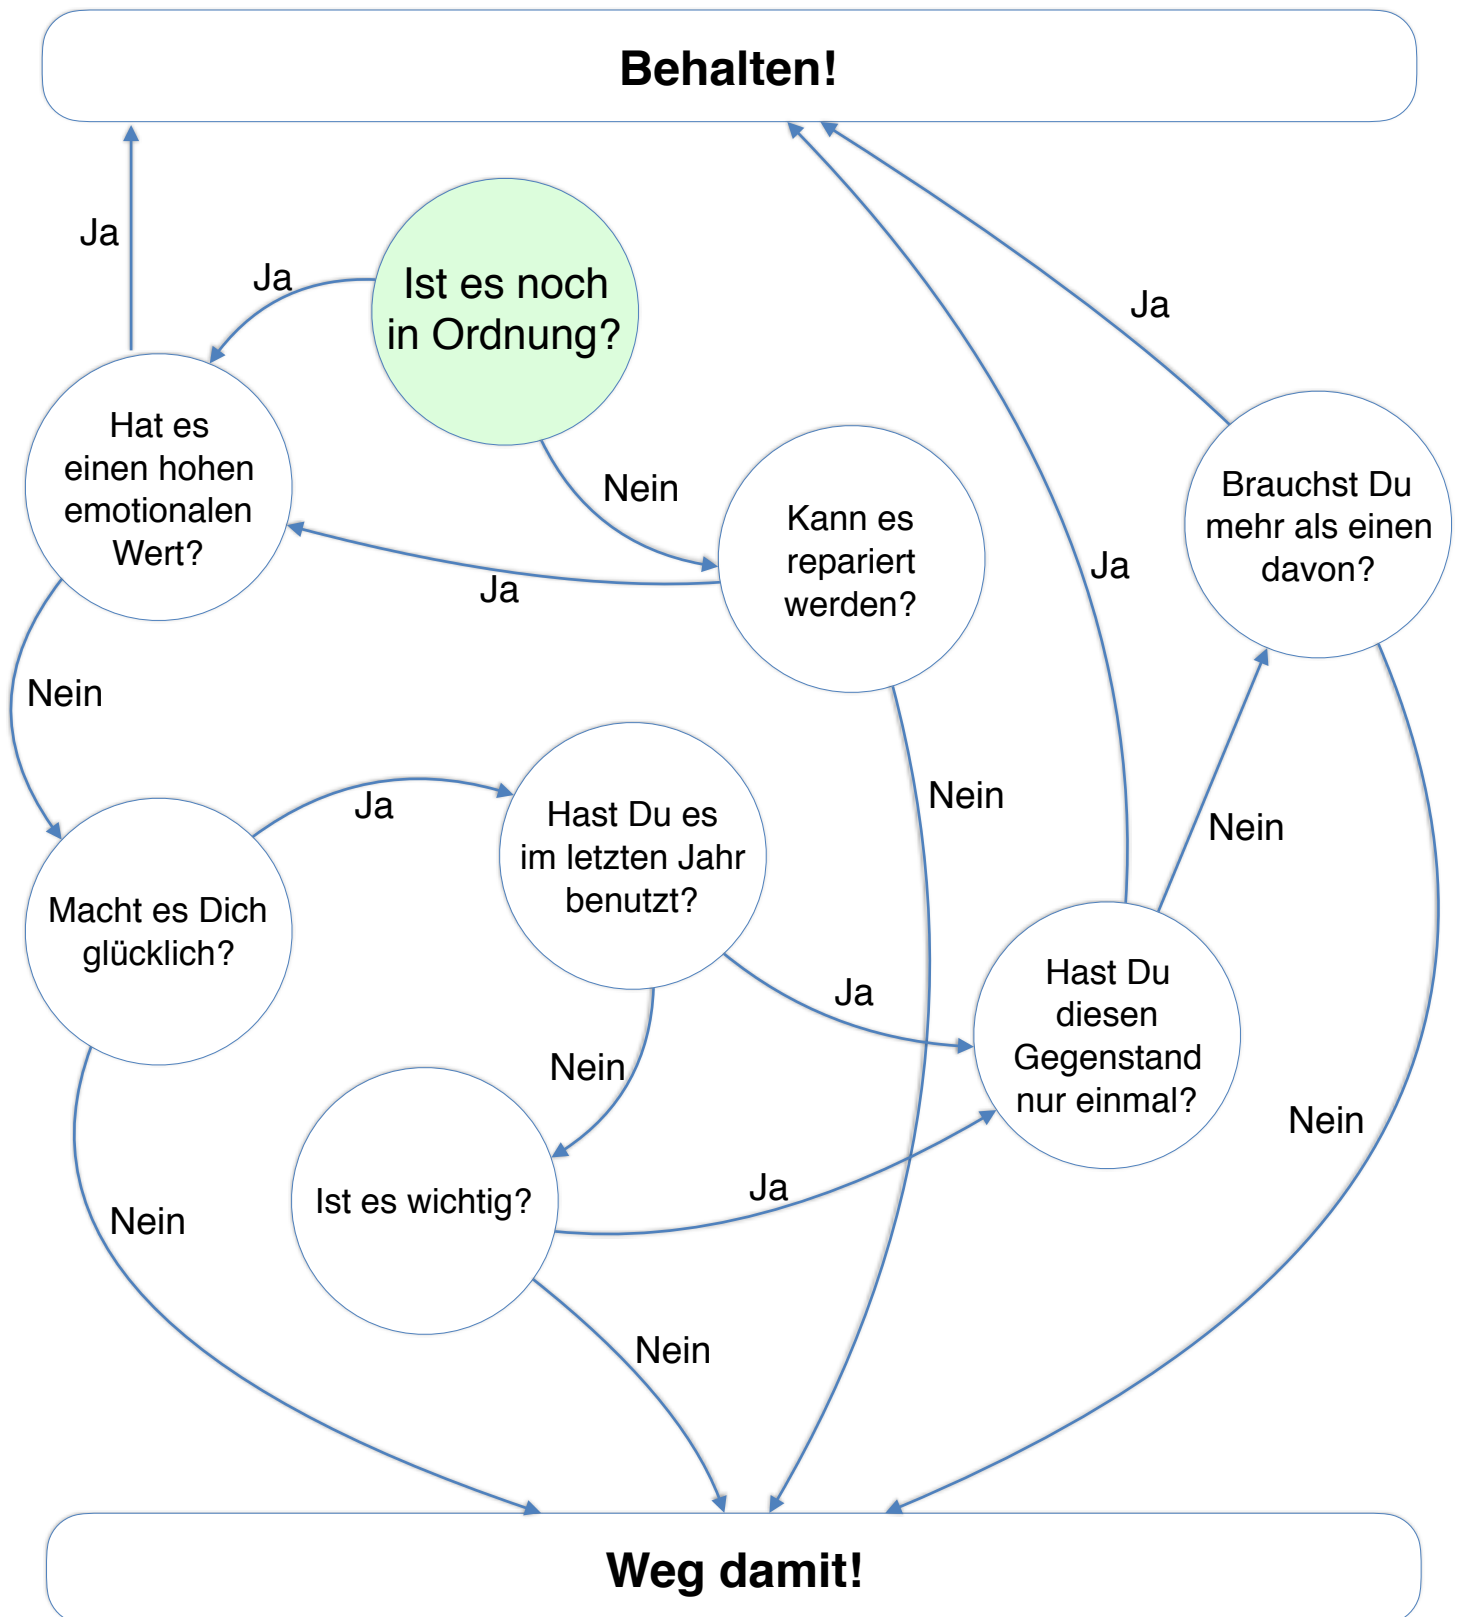 Behalten!
Ja
Ja
Ist es noch
in Ordnung?
Ja
Hat es
einen hohen
emotionalen
Wert?
Nein
Kann es
repariert
werden?
Brauchst Du
mehr als einen
davon?
Ja
Ja
Nein
Ja
Hast Du es
im letzten Jahr
benutzt?
Nein
Nein
Macht es Dich
glücklich?
Ja
Hast Du
diesen
Gegenstand
nur einmal?
Nein
Nein
Ist es wichtig?
Ja
Nein
Nein
Weg damit!